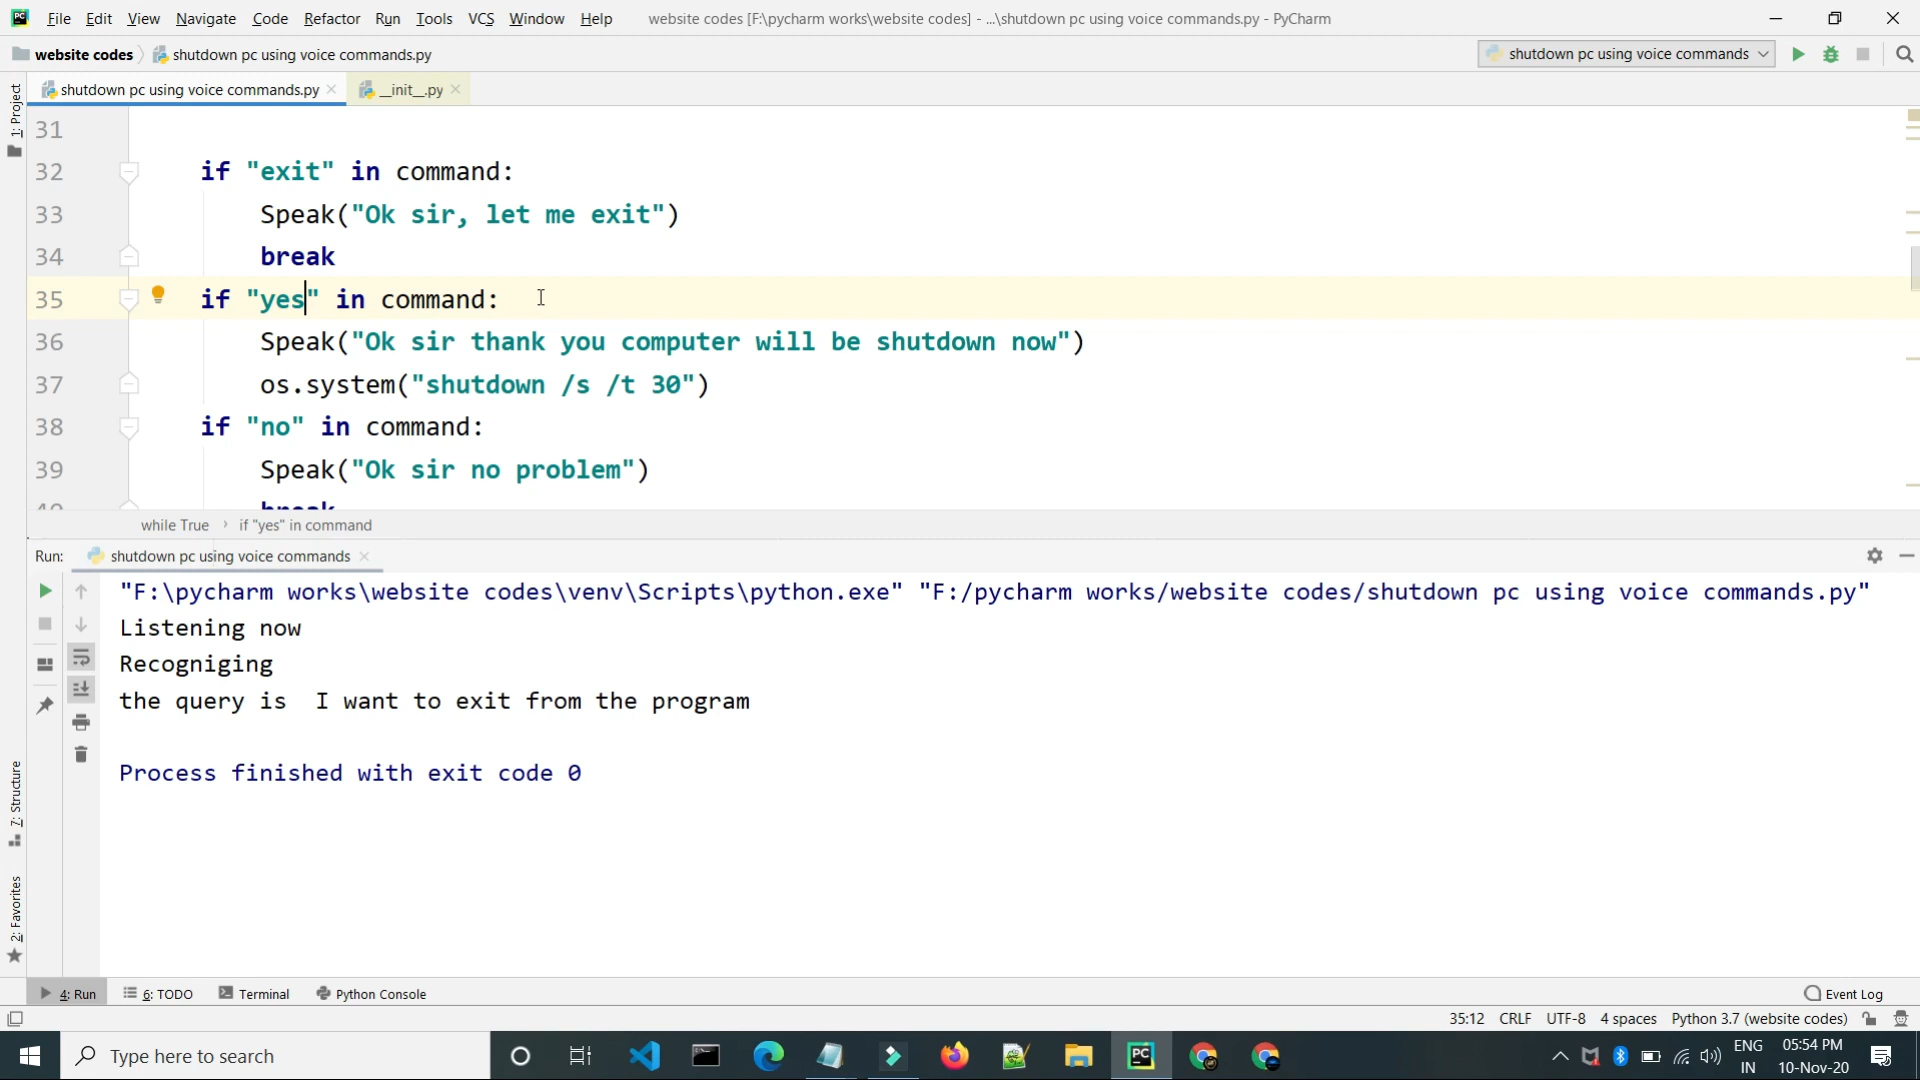 File Edit View Navigate Code Refactor Run Tools VCS Window Help website codes [F:\pycharm works\website codes] - ...\shutdown pc using voice commands.py - PyCharm
website codes shutdown pc using voice commands.py shutdown pc using voice commands
shutdown pc using voice commands.py __init__.py
1: Project
31
32 if "exit" in command:
33 Speak("Ok sir, let me exit")
34 break
35 if "yes" in command:
36 Speak("Ok sir thank you computer will be shutdown now")
37 os.system("shutdown /s /t 30")
38 if "no" in command:
39 Speak("Ok sir no problem")
40 break
while True › if "yes" in command
Run: shutdown pc using voice commands
"F:\pycharm works\website codes\venv\Scripts\python.exe" "F:/pycharm works/website codes/shutdown pc using voice commands.py"
Listening now
Recogniging
the query is  I want to exit from the program
Process finished with exit code 0
7: Structure
2: Favorites
4: Run 6: TODO Terminal Python Console Event Log
35:12 CRLF UTF-8 4 spaces Python 3.7 (website codes)
Type here to search
PC
ENG
IN
05:54 PM
10-Nov-20